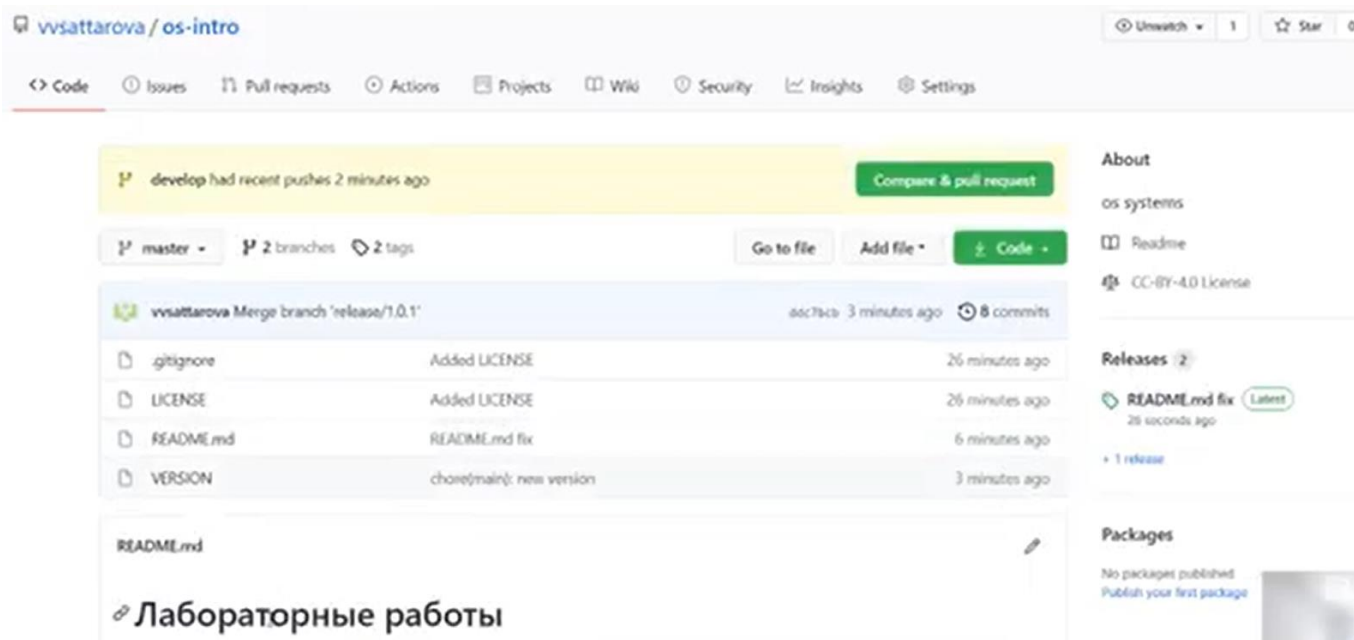 vvsattarova / os-intro
Unwatch 1 Star
Code Issues Pull requests Actions Projects Wiki Security Insights Settings
develop had recent pushes 2 minutes ago
Compare & pull request
master 2 branches 2 tags
Go to file Add file Code
vvsattarova Merge branch 'release/1.0.1' 3 minutes ago 8 commits
.gitignore Added LICENSE 26 minutes ago
LICENSE Added LICENSE 26 minutes ago
README.md README.md fix 6 minutes ago
VERSION chore(main): new version 3 minutes ago
README.md
Лабораторные работы
About
os systems
Readme
CC-BY-4.0 License
Releases 2
README.md fix Latest
26 seconds ago
+ 1 release
Packages
No packages published
Publish your first package